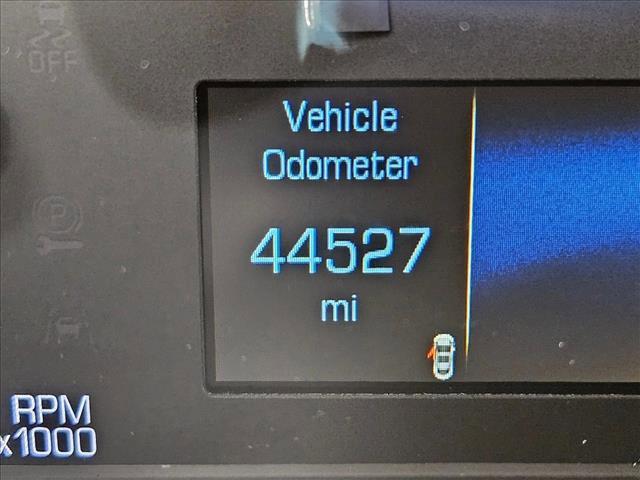 OFF
Vehicle
Odometer
44527
mi
RPM
x1000